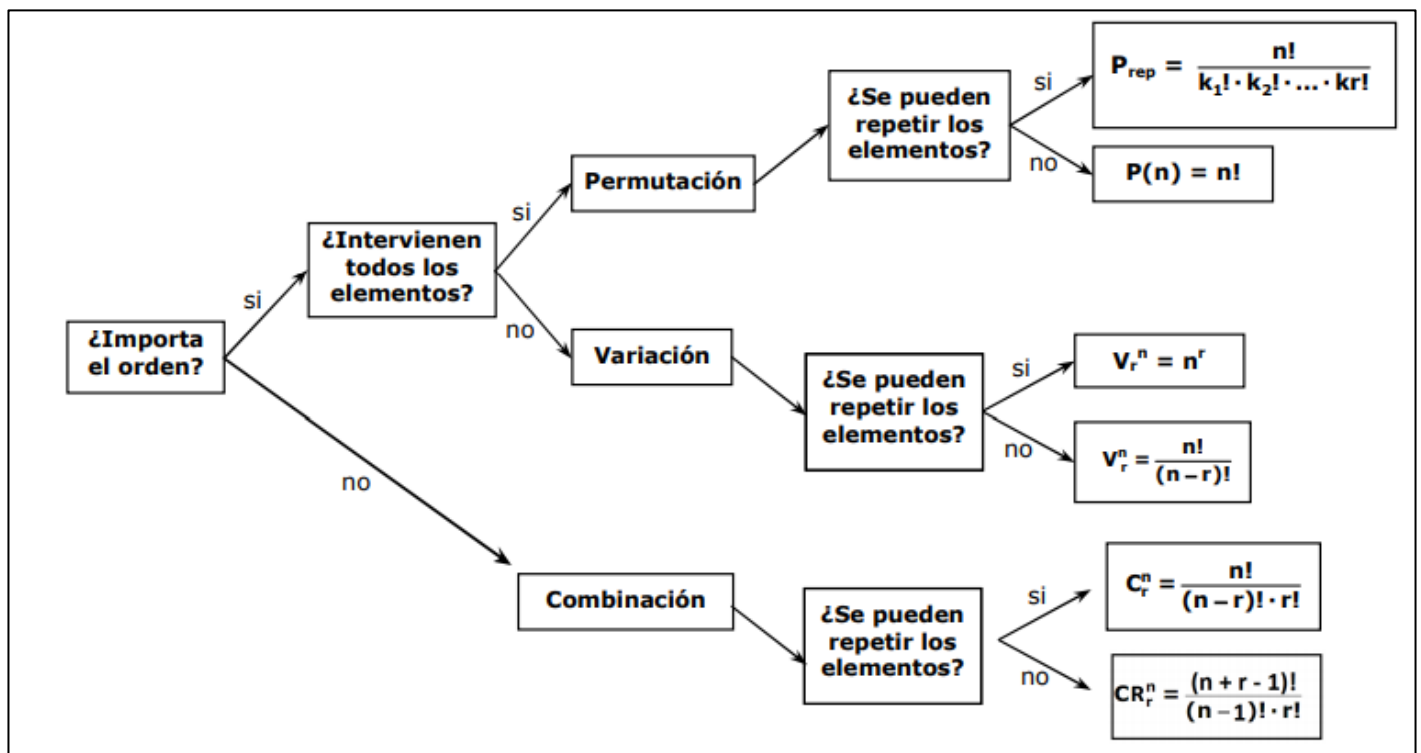 ¿Importa
el orden?
si
no
¿Intervienen
todos los
elementos?
si
no
Permutación
¿Se pueden
repetir los
elementos?
si
no
P_rep = n! / (k₁! · k₂! · ... · kr!)
P(n) = n!
Variación
¿Se pueden
repetir los
elementos?
si
no
V_r^n = n^r
V_r^n = n! / (n – r)!
Combinación
¿Se pueden
repetir los
elementos?
si
no
C_r^n = n! / ((n – r)! · r!)
CR_r^n = (n + r - 1)! / ((n – 1)! · r!)